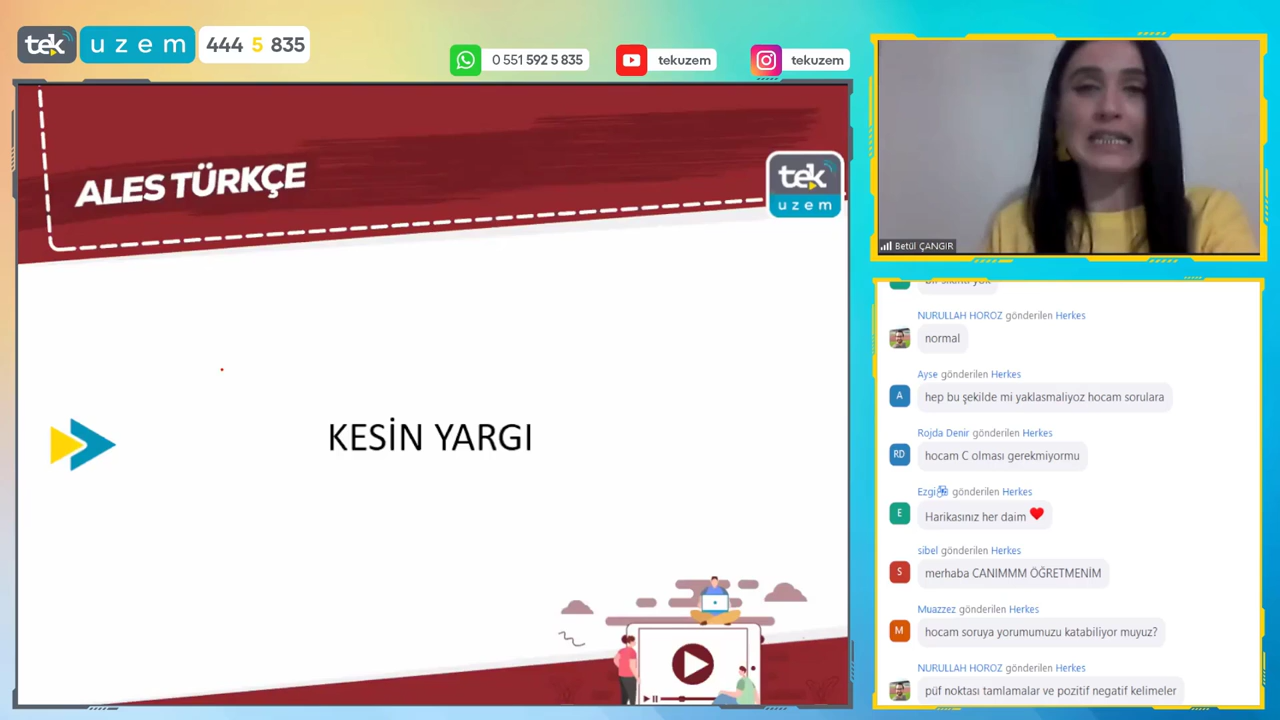 tek uzem 444 5 835
0 551 592 5 835
tekuzem
tekuzem
ALES TÜRKÇE
tek
uzem
KESİN YARGI
Betül ÇANGIR
NURULLAH HOROZ gönderilen Herkes
normal
Ayse gönderilen Herkes
A
hep bu şekilde mi yaklasmaliyoz hocam sorulara
Rojda Denir gönderilen Herkes
RD
hocam C olması gerekmiyormu
Ezgi gönderilen Herkes
E
Harikasınız her daim
sibel gönderilen Herkes
S
merhaba CANIMMM ÖĞRETMENİM
Muazzez gönderilen Herkes
M
hocam soruya yorumumuzu katabiliyor muyuz?
NURULLAH HOROZ gönderilen Herkes
püf noktası tamlamalar ve pozitif negatif kelimeler